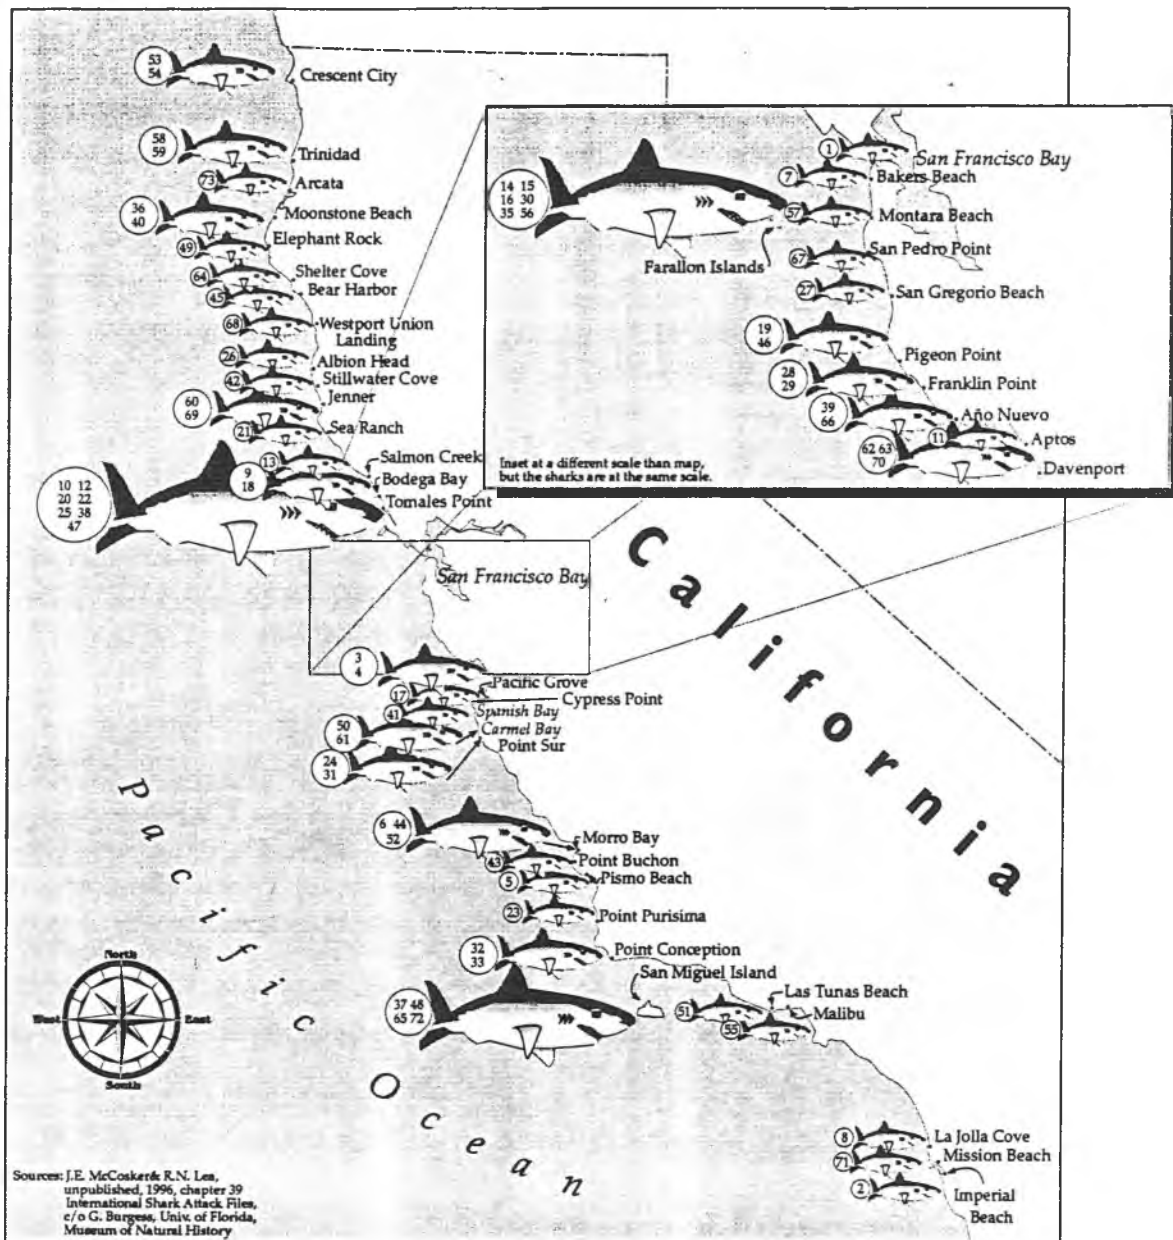 53
54
Crescent City
58
59
Trinidad
73
Arcata
36
40
Moonstone Beach
49
Elephant Rock
64
Shelter Cove
45
Bear Harbor
68
Westport Union
Landing
26
Albion Head
42
Stillwater Cove
60
69
Jenner
21
Sea Ranch
13
Salmon Creek
9
18
Bodega Bay
10 12
20 22
25 38
47
Tomales Point
San Francisco Bay
14 15
16 30
35 56
Farallon Islands
1
San Francisco Bay
7
Bakers Beach
57
Montara Beach
67
San Pedro Point
27
San Gregorio Beach
19
46
Pigeon Point
28
29
Franklin Point
39
66
Año Nuevo
11
Aptos
62 63
70
Davenport
Inset at a different scale than map,
but the sharks are at the same scale.
California
3
4
Pacific Grove
17
Cypress Point
41
Spanish Bay
50
61
Carmel Bay
24
31
Point Sur
6 44
52
Morro Bay
43
Point Buchon
5
Pismo Beach
23
Point Purisima
32
33
Point Conception
37 48
65 72
San Miguel Island
51
Las Tunas Beach
55
Malibu
8
La Jolla Cove
71
Mission Beach
2
Imperial
Beach
Pacific
Ocean
North
West
East
South
Sources: J.E. McCosker & R.N. Lea,
unpublished, 1996, chapter 39
International Shark Attack Files,
c/o G. Burgess, Univ. of Florida,
Museum of Natural History